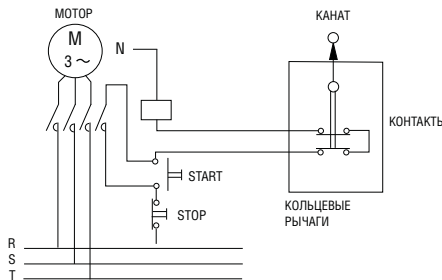 МОТОР
M
3 ~
N
КАНАТ
КОНТАКТЫ
START
STOP
КОЛЬЦЕВЫЕ
РЫЧАГИ
R
S
T